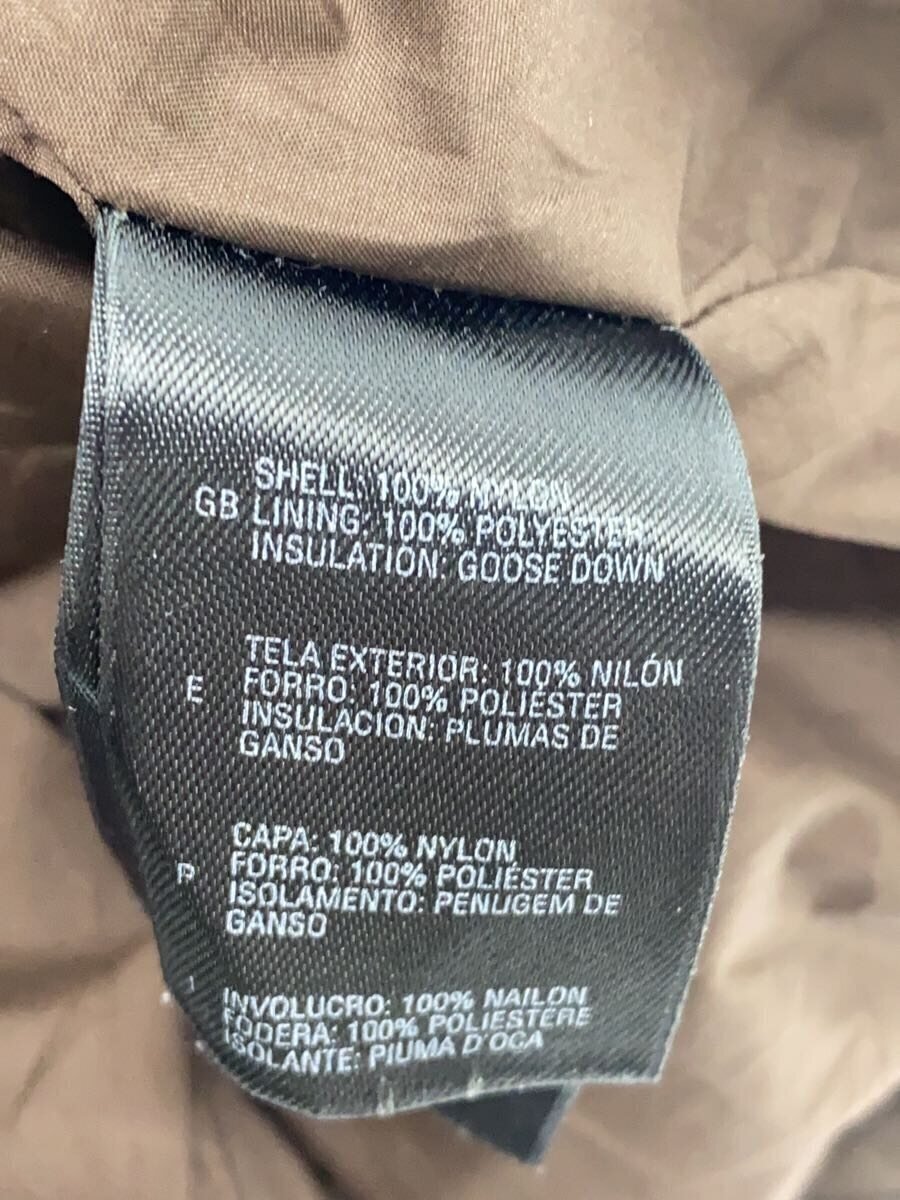 SHELL: 100% NYLON
GB LINING: 100% POLYESTER
INSULATION: GOOSE DOWN
TELA EXTERIOR: 100% NILÓN
E FORRO: 100% POLIÉSTER
INSULACION: PLUMAS DE
GANSO
CAPA: 100% NYLON
P FORRO: 100% POLIÉSTER
ISOLAMENTO: PENUGEM DE
GANSO
I INVOLUCRO: 100% NAILON
FODERA: 100% POLIESTERE
ISOLANTE: PIUMA D'OCA